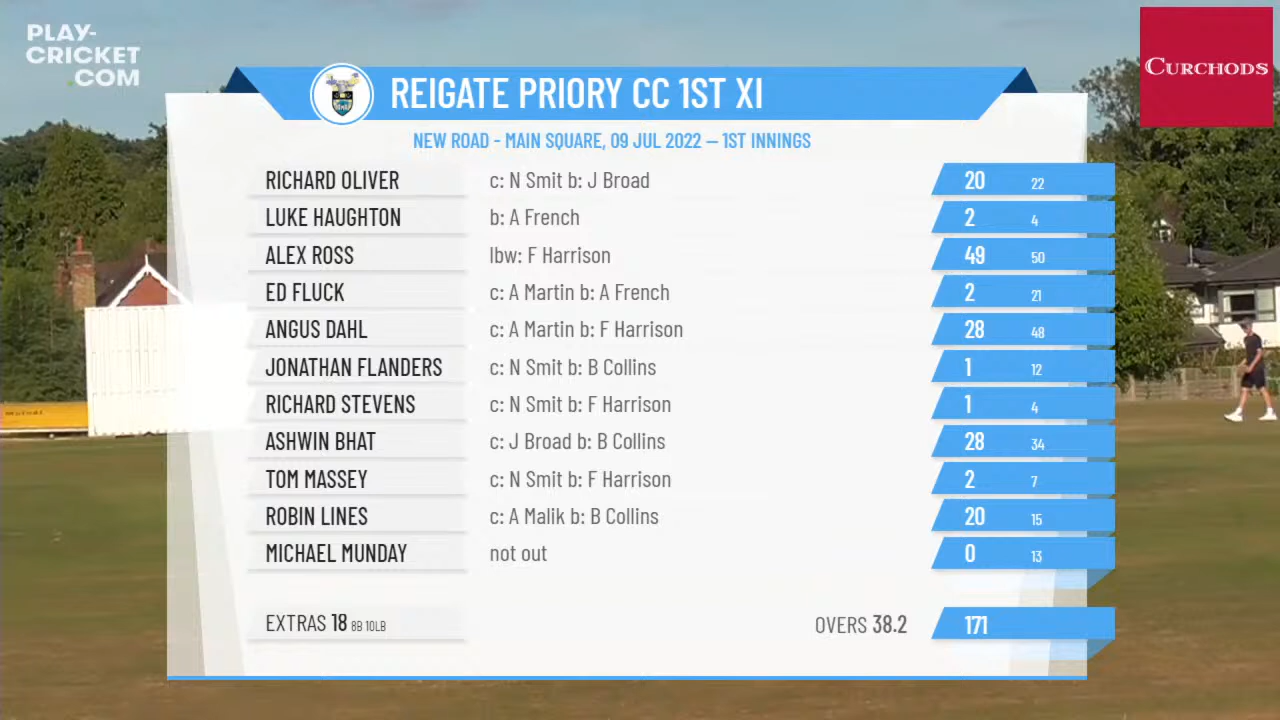 PLAY-
CRICKET
.COM
CURCHODS
REIGATE PRIORY CC 1ST XI
NEW ROAD - MAIN SQUARE, 09 JUL 2022 – 1ST INNINGS
RICHARD OLIVER c: N Smit b: J Broad 20 22
LUKE HAUGHTON b: A French 2 4
ALEX ROSS lbw: F Harrison 49 50
ED FLUCK c: A Martin b: A French 2 21
ANGUS DAHL c: A Martin b: F Harrison 28 48
JONATHAN FLANDERS c: N Smit b: B Collins 1 12
RICHARD STEVENS c: N Smit b: F Harrison 1 4
ASHWIN BHAT c: J Broad b: B Collins 28 34
TOM MASSEY c: N Smit b: F Harrison 2 7
ROBIN LINES c: A Malik b: B Collins 20 15
MICHAEL MUNDAY not out 0 13
EXTRAS 18 8B 10LB OVERS 38.2 171